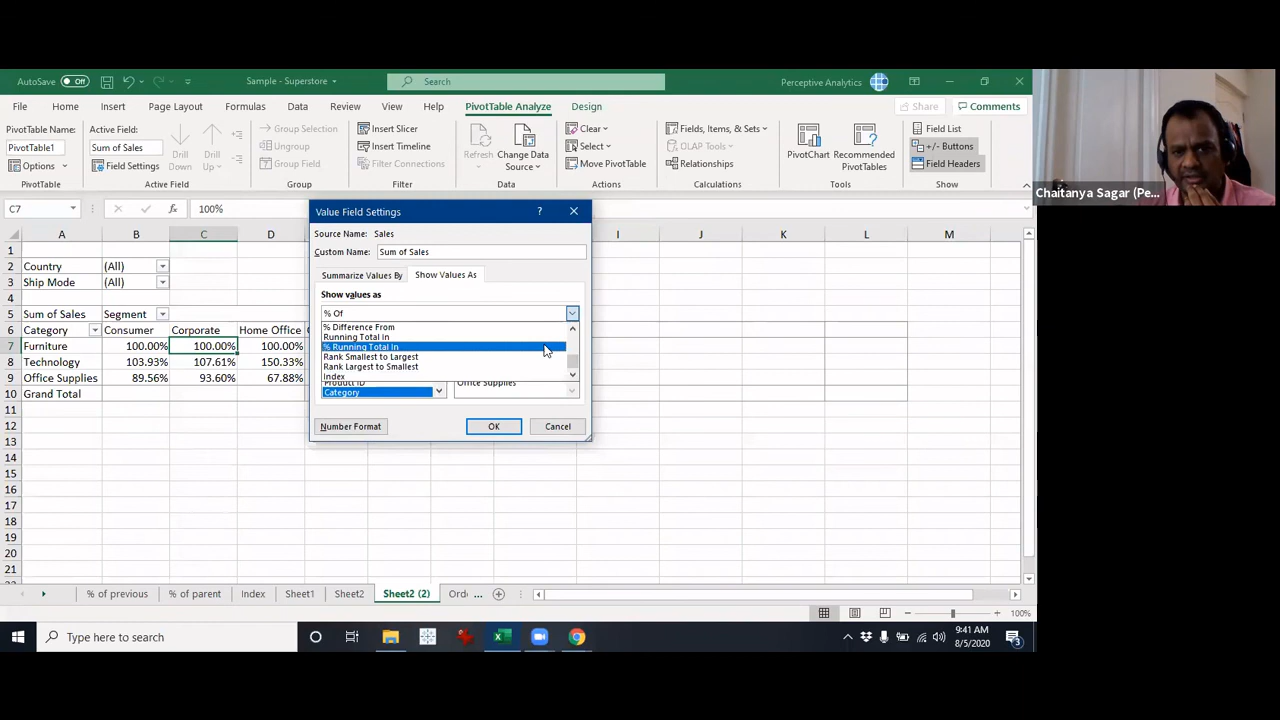 AutoSave Off Sample - Superstore Search Perceptive Analytics
File Home Insert Page Layout Formulas Data Review View Help PivotTable Analyze Design Share Comments
PivotTable Name: Active Field: Group Selection Insert Slicer Clear Fields, Items, & Sets Field List
PivotTable1 Sum of Sales Drill Down Drill Up Ungroup Insert Timeline Refresh Change Data Source Select OLAP Tools PivotChart Recommended PivotTables +/- Buttons
Options Field Settings Group Field Filter Connections Move PivotTable Relationships Field Headers
PivotTable Active Field Group Filter Data Actions Calculations Tools Show
Chaitanya Sagar (Pe...
C7 fx 100%
Value Field Settings ?
A B C D I J K L M
Source Name: Sales
Custom Name: Sum of Sales
Summarize Values By Show Values As
Show values as
% Of
% Difference From
Running Total In
% Running Total In
Rank Smallest to Largest
Rank Largest to Smallest
Index
Product ID Office Supplies
Category
Number Format OK Cancel
1
2 Country (All)
3 Ship Mode (All)
4
5 Sum of Sales Segment
6 Category Consumer Corporate Home Office
7 Furniture 100.00% 100.00% 100.00%
8 Technology 103.93% 107.61% 150.33%
9 Office Supplies 89.56% 93.60% 67.88%
10 Grand Total
11
12
13
14
15
16
17
18
19
20
21
% of previous % of parent Index Sheet1 Sheet2 Sheet2 (2) Ord ...
100%
Type here to search
9:41 AM
8/5/2020
3